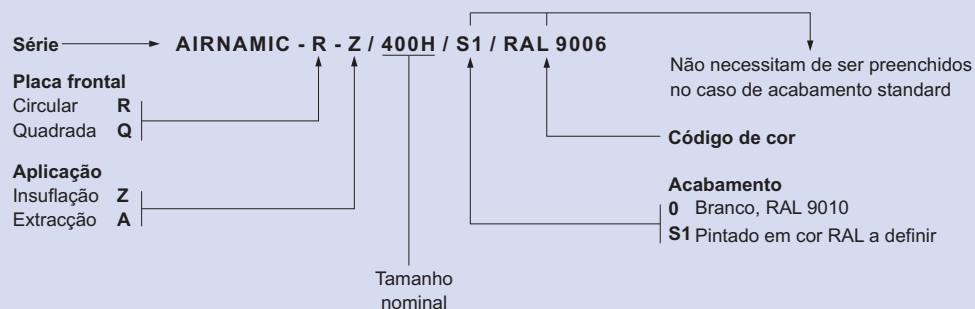 Série AIRNAMIC - R - Z / 400H / S1 / RAL 9006
Placa frontal
Circular R
Quadrada Q
Aplicação
Insuflação Z
Extracção A
Tamanho
nominal
Não necessitam de ser preenchidos
no caso de acabamento standard
Código de cor
Acabamento
0 Branco, RAL 9010
S1 Pintado em cor RAL a definir